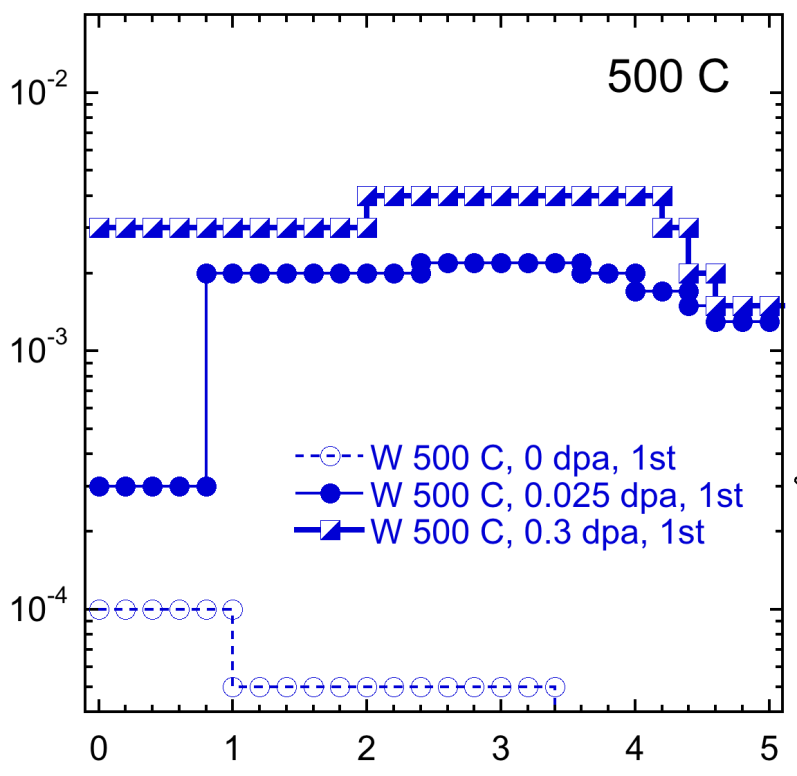 500 C
10-2
10-3
10-4
W 500 C, 0 dpa, 1st
W 500 C, 0.025 dpa, 1st
W 500 C, 0.3 dpa, 1st
0 1 2 3 4 5